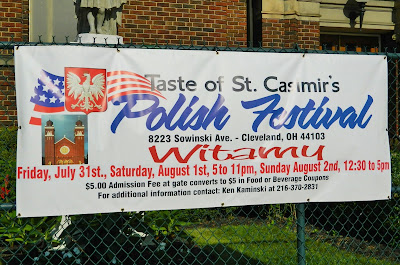 Taste of St. Casimir's
Polish Festival
8223 Sowinski Ave. - Cleveland, OH 44103
Witamy
Friday, July 31st., Saturday, August 1st, 5to 11pm, Sunday August 2nd, 12:30 to 5pm
$5.00 Admission Fee at gate converts to $5 in Food or Beverage Coupons
For additional information contact: Ken Kaminski at 216-370-2831